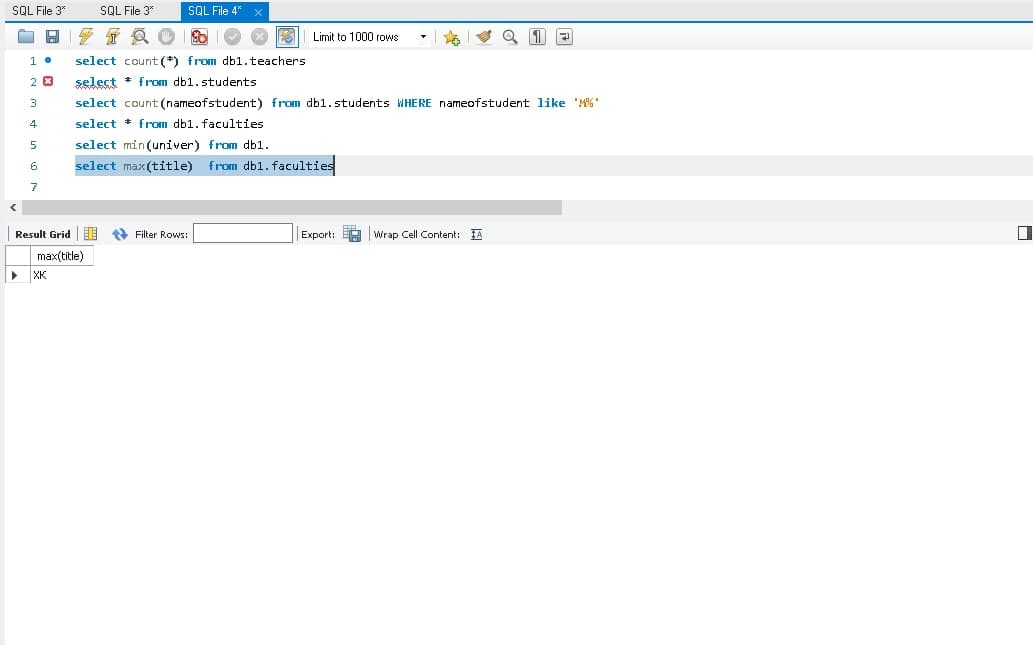 SQL File 3* SQL File 3* SQL File 4*
Limit to 1000 rows
1 select count(*) from db1.teachers
2 select * from db1.students
3 select count(nameofstudent) from db1.students WHERE nameofstudent like 'M%'
4 select * from db1.faculties
5 select min(univer) from db1.
6 select max(title)  from db1.faculties
7
Result Grid Filter Rows: Export: Wrap Cell Content: IA
max(title)
XK